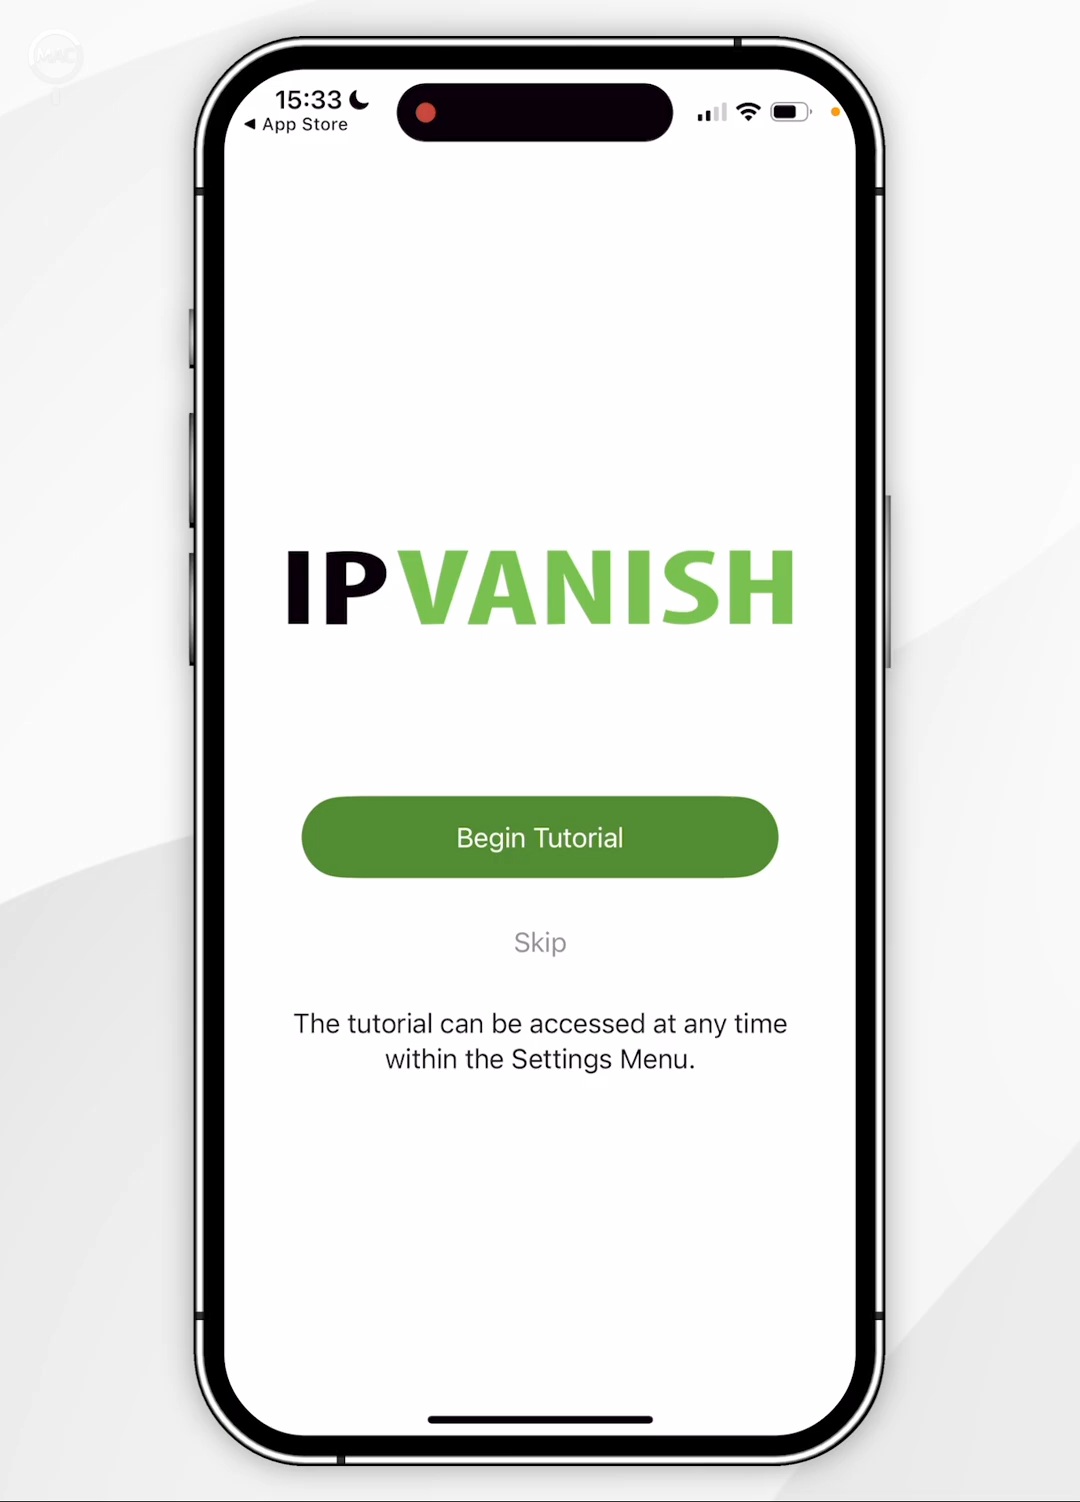 MAC
15:33
◀ App Store
IPVANISH
Begin Tutorial
Skip
The tutorial can be accessed at any time
within the Settings Menu.